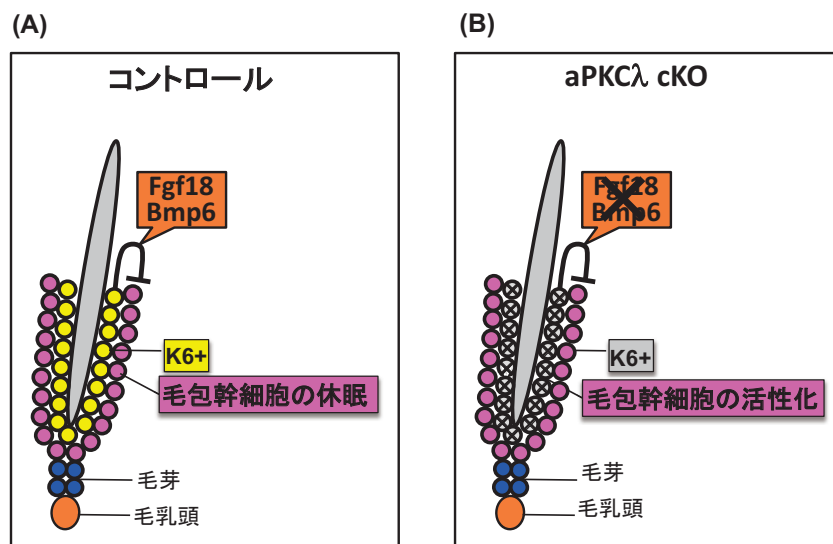 (A)
コントロール
Fgf18
Bmp6
K6+
毛包幹細胞の休眠
毛芽
毛乳頭
(B)
aPKCλ cKO
Fgf18
Bmp6
K6+
毛包幹細胞の活性化
毛芽
毛乳頭